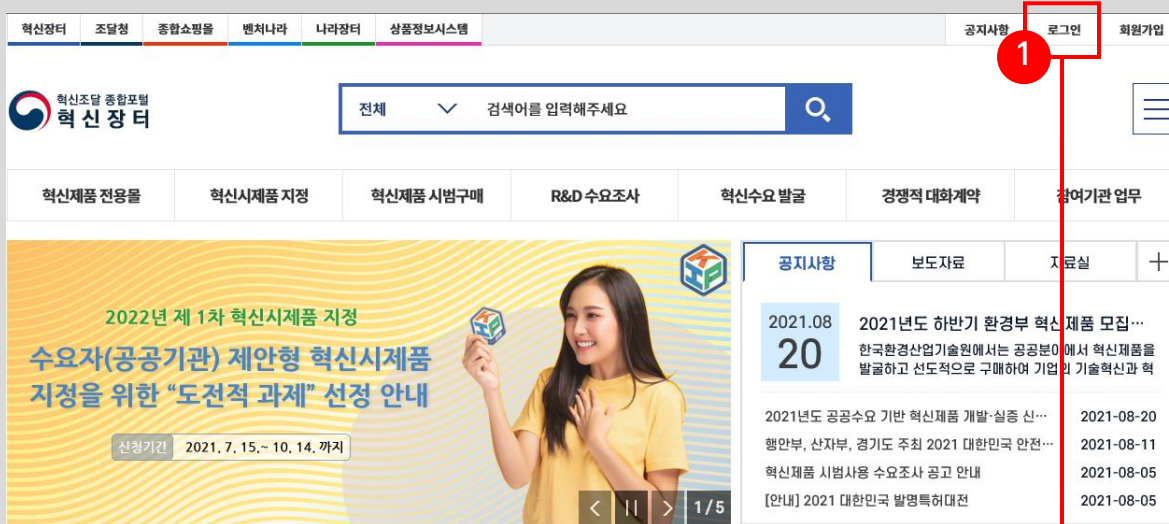 혁신장터 조달청 종합쇼핑몰 벤처나라 나라장터 상품정보시스템 공지사항 로그인 회원가입
1
혁신조달 종합포털
혁신장터
전체 검색어를 입력해주세요
혁신제품 전용몰 혁신시제품 지정 혁신제품 시범구매 R&D 수요조사 혁신수요 발굴 경쟁적 대화계약 참여기관 업무
KIP
KIP
2022년 제 1차 혁신시제품 지정
수요자(공공기관) 제안형 혁신시제품
지정을 위한 “도전적 과제” 선정 안내
신청기간 2021. 7. 15.~ 10. 14. 까지
1/5
공지사항 보도자료 자료실
2021.08
20
2021년도 하반기 환경부 혁신제품 모집…
한국환경산업기술원에서는 공공분야에서 혁신제품을
발굴하고 선도적으로 구매하여 기업의 기술혁신과 혁
2021년도 공공수요 기반 혁신제품 개발·실증 신… 2021-08-20
행안부, 산자부, 경기도 주최 2021 대한민국 안전… 2021-08-11
혁신제품 시범사용 수요조사 공고 안내 2021-08-05
[안내] 2021 대한민국 발명특허대전 2021-08-05